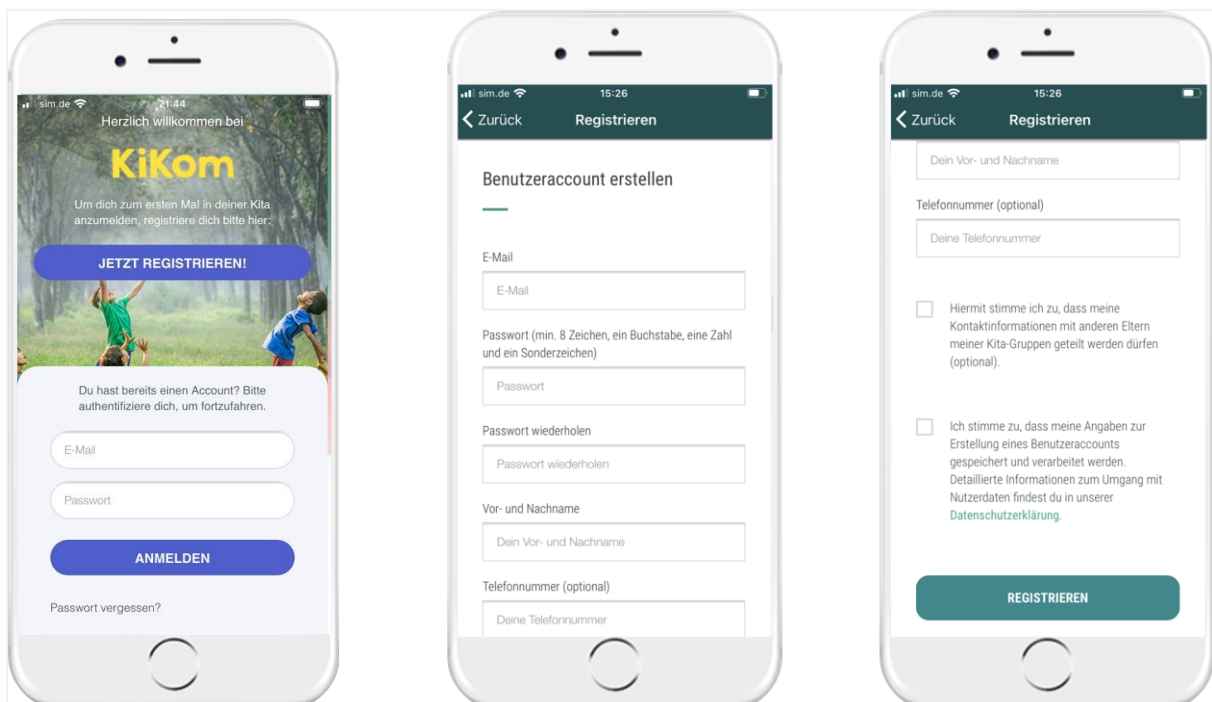 sim.de 21:44
Herzlich willkommen bei
KiKom
Um dich zum ersten Mal in deiner Kita
anzumelden, registriere dich bitte hier:
JETZT REGISTRIEREN!
Du hast bereits einen Account? Bitte
authentifiziere dich, um fortzufahren.
E-Mail
Passwort
ANMELDEN
Passwort vergessen?
sim.de 15:26
Zurück Registrieren
Benutzeraccount erstellen
E-Mail
E-Mail
Passwort (min. 8 Zeichen, ein Buchstabe, eine Zahl
und ein Sonderzeichen)
Passwort
Passwort wiederholen
Passwort wiederholen
Vor- und Nachname
Dein Vor- und Nachname
Telefonnummer (optional)
Deine Telefonnummer
sim.de 15:26
Zurück Registrieren
Dein Vor- und Nachname
Telefonnummer (optional)
Deine Telefonnummer
Hiermit stimme ich zu, dass meine
Kontaktinformationen mit anderen Eltern
meiner Kita-Gruppen geteilt werden dürfen
(optional).
Ich stimme zu, dass meine Angaben zur
Erstellung eines Benutzeraccounts
gespeichert und verarbeitet werden.
Detaillierte Informationen zum Umgang mit
Nutzerdaten findest du in unserer
Datenschutzerklärung.
REGISTRIEREN